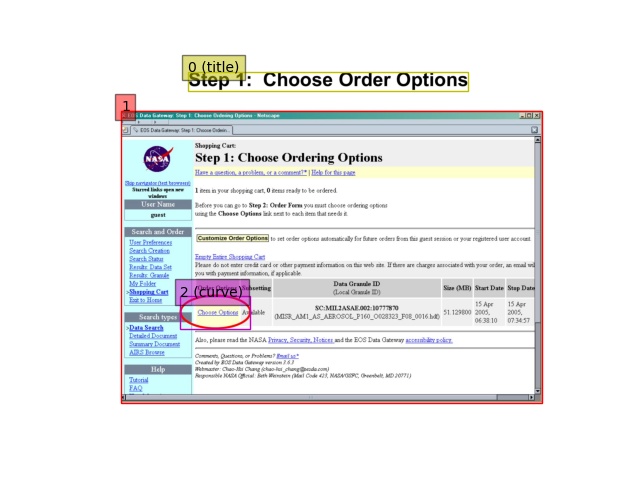 0 (title)
Step 1: Choose Order Options
1
EOS Data Gateway: Step 1: Choose Ordering Options - Netscape
EOS Data Gateway: Step 1: Choose Orderin...
NASA
Skip navigation (text browsers)
Starred links open new
windows
User Name
guest
Search and Order
User Preferences
Search Creation
Search Status
Results: Data Set
Results: Granule
My Folder
>Shopping Cart
Exit to Home
Search types
>Data Search
Detailed Document
Summary Document
AIRS Browse
Help
Tutorial
FAQ
Shopping Cart:
Step 1: Choose Ordering Options
Have a question, a problem, or a comment?* | Help for this page
1 item in your shopping cart, 0 items ready to be ordered.
Before you can go to Step 2: Order Form you must choose ordering options
using the Choose Options link next to each item that needs it.
Customize Order Options to set order options automatically for future orders from this guest session or your registered user account.
Empty Entire Shopping Cart
Please do not enter credit card or other payment information on this web site. If there are charges associated with your order, an email wil
you with payment information, if applicable.
2 (curve)
Subsetting Data Granule ID Size (MB) Start Date Stop Date
(Local Granule ID)
Choose Options Available SC:MIL2ASAE.002:10777870 51.129800 15 Apr 2005, 06:38:10 15 Apr 2005, 07:34:57
(MISR_AM1_AS_AEROSOL_P160_O028323_F08_0016.hdf)
Also, please read the NASA Privacy, Security, Notices and the EOS Data Gateway accessibility policy.
Comments, Questions, or Problems? Email us*
Created by EOS Data Gateway version 3.6.3
Webmaster: Chao-Hsi Chang (chao-hsi_chang@gsfc.nasa.gov)
Responsible NASA Official: Beth Weinstein (Mail Code 423, NASA/GSFC, Greenbelt, MD 20771)